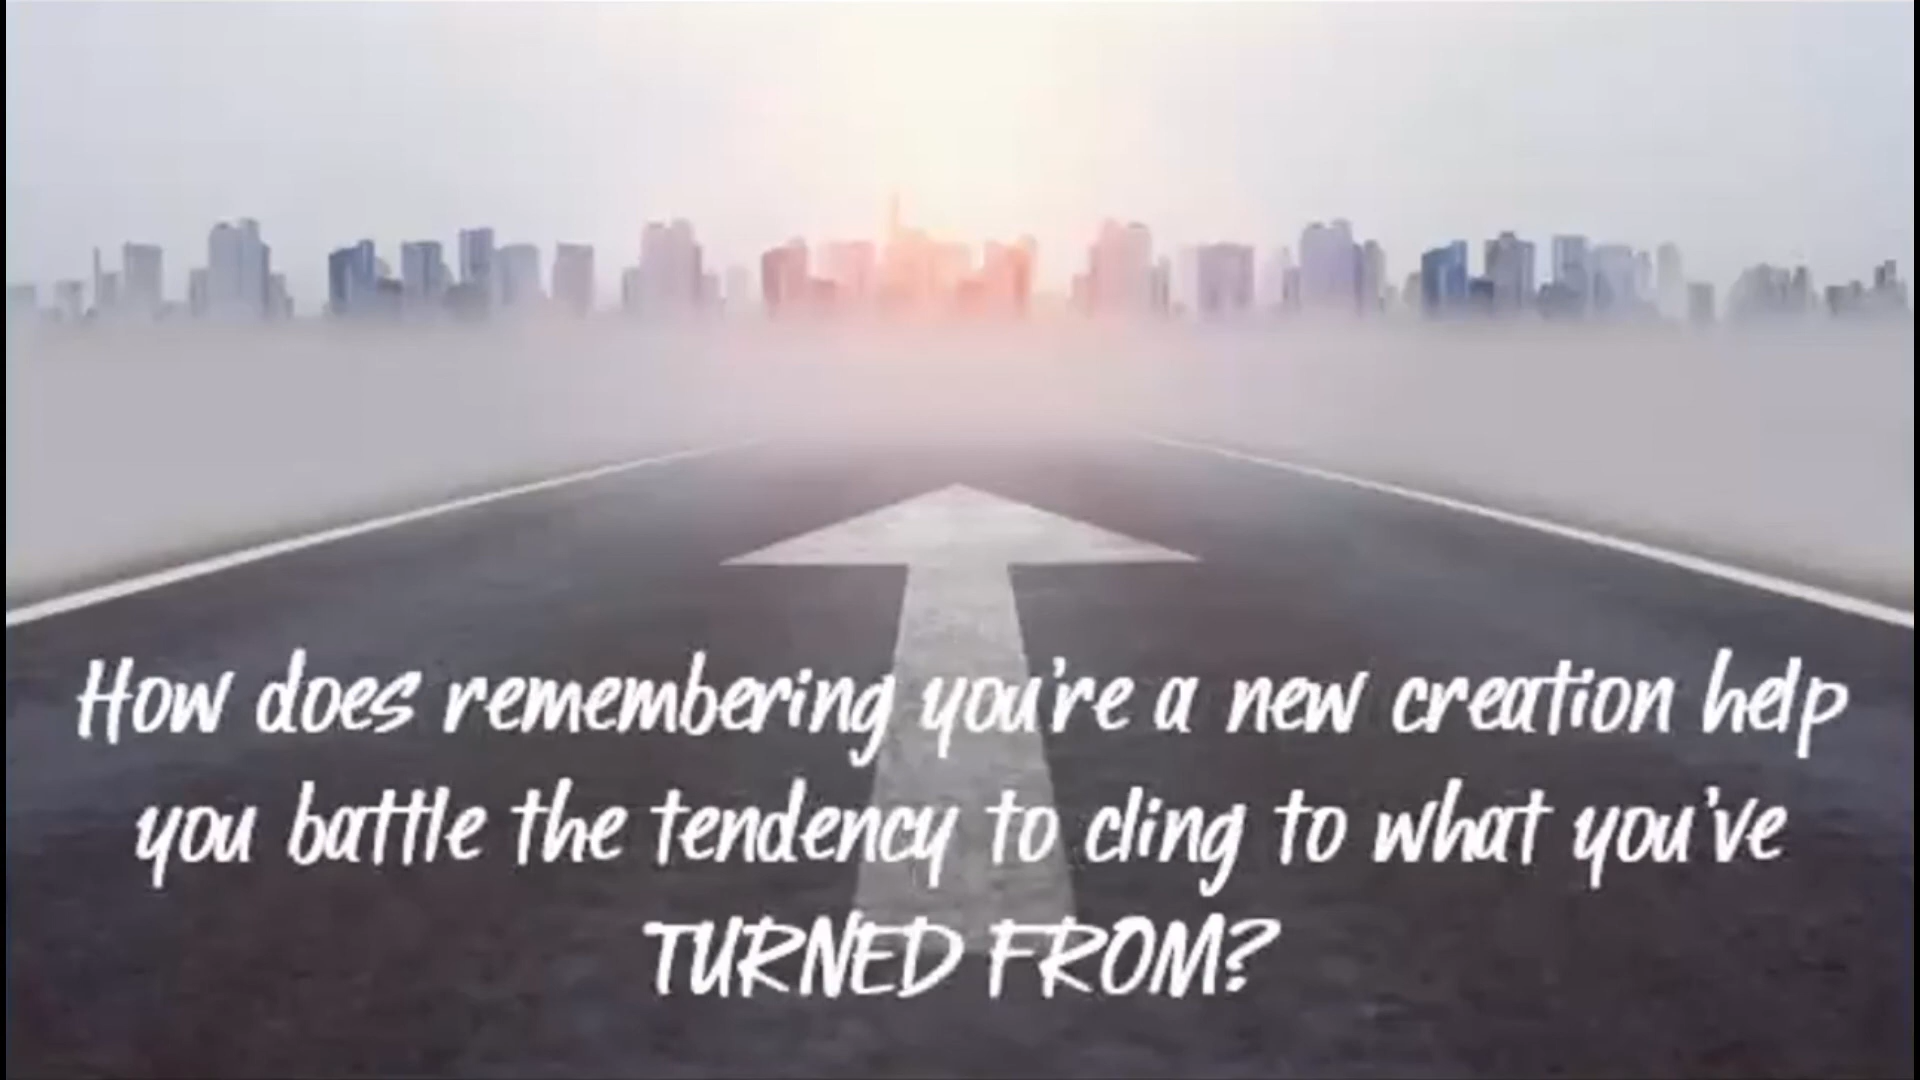 How does remembering you're a new creation help
you battle the tendency to cling to what you've
TURNED FROM?